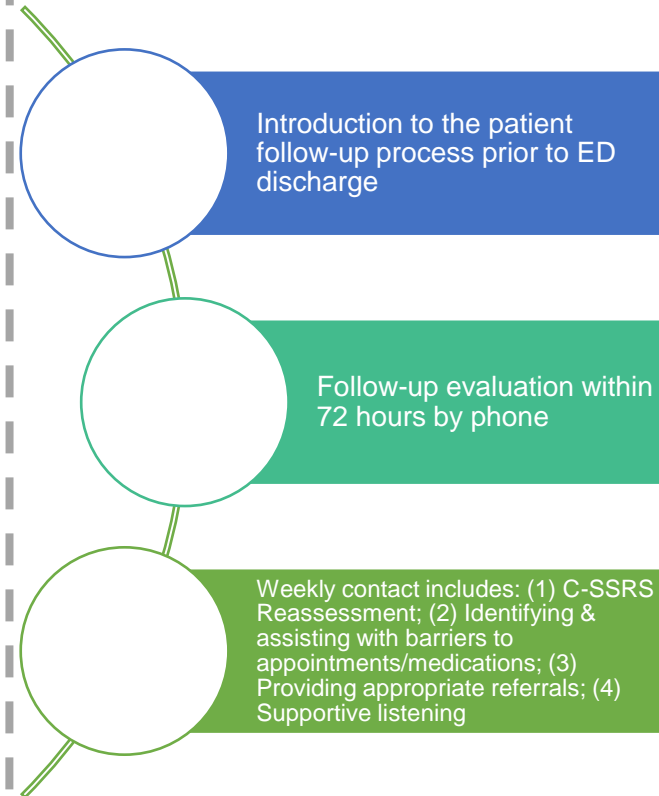 Introduction to the patient
follow-up process prior to ED
discharge
Follow-up evaluation within
72 hours by phone
Weekly contact includes: (1) C-SSRS
Reassessment; (2) Identifying &
assisting with barriers to
appointments/medications; (3)
Providing appropriate referrals; (4)
Supportive listening